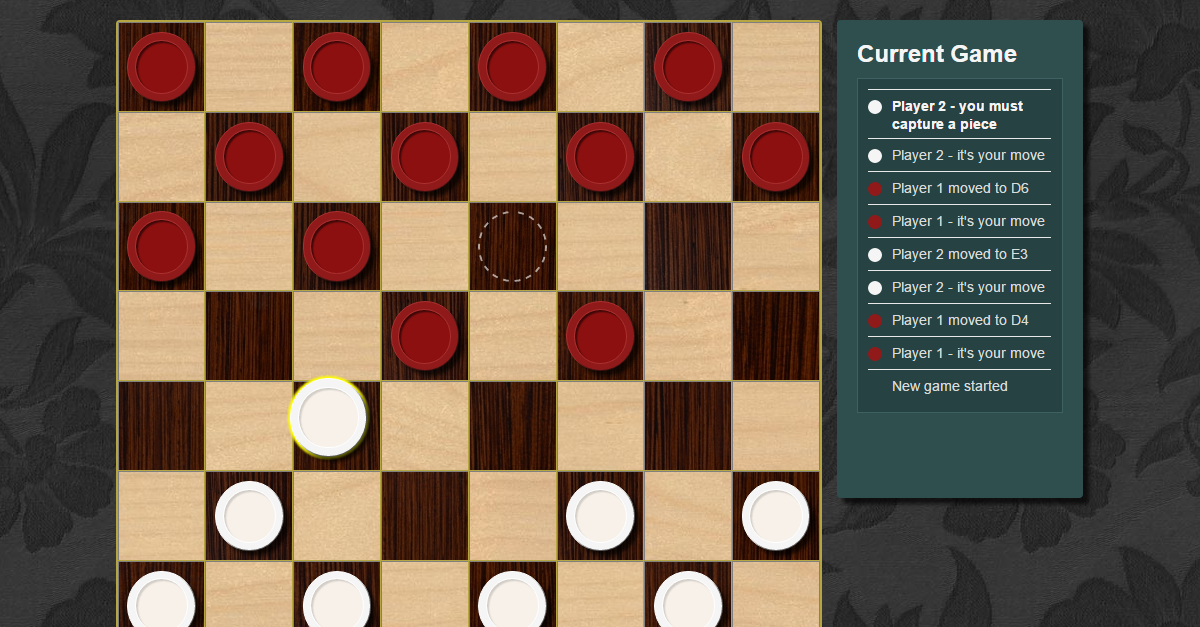 Current Game
Player 2 - you must
capture a piece
Player 2 - it's your move
Player 1 moved to D6
Player 1 - it's your move
Player 2 moved to E3
Player 2 - it's your move
Player 1 moved to D4
Player 1 - it's your move
New game started